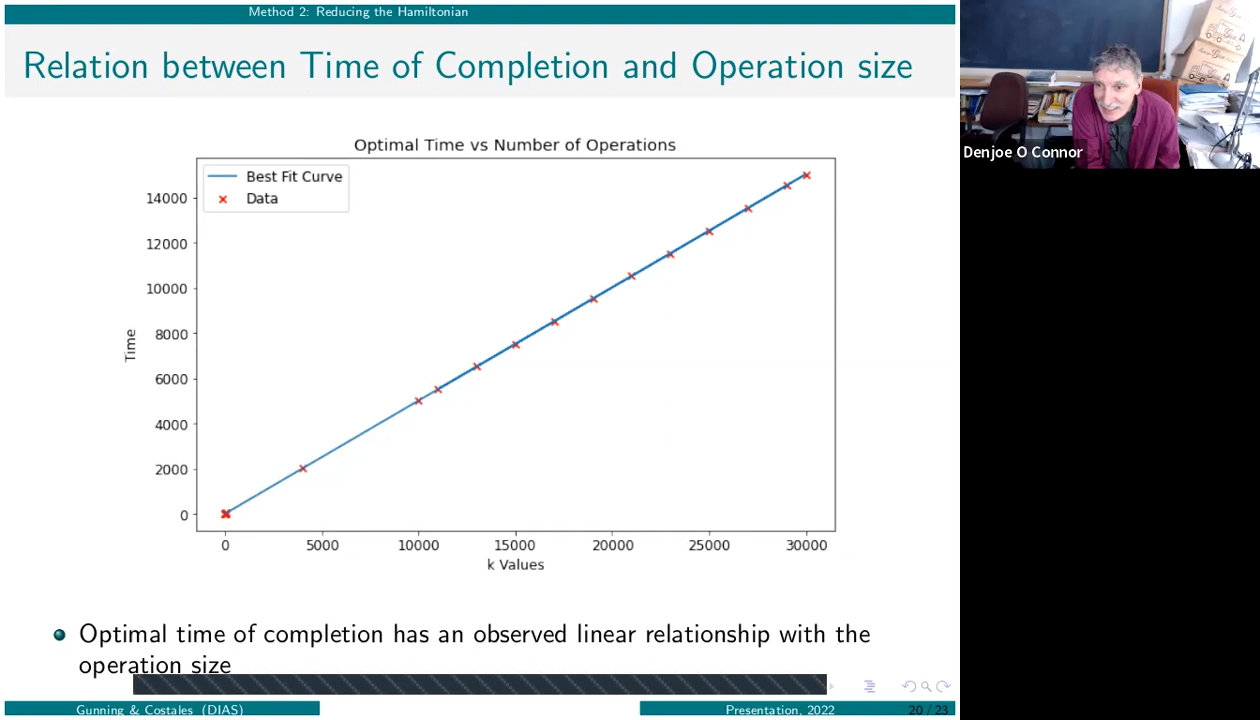 Method 2: Reducing the Hamiltonian
Relation between Time of Completion and Operation size
Optimal Time vs Number of Operations
Best Fit Curve
Data
14000
12000
10000
8000
6000
4000
2000
0
Time
0 5000 10000 15000 20000 25000 30000
k Values
Optimal time of completion has an observed linear relationship with the
operation size
Gunning & Costales (DIAS) Presentation, 2022 20 / 23
Denjoe O Connor